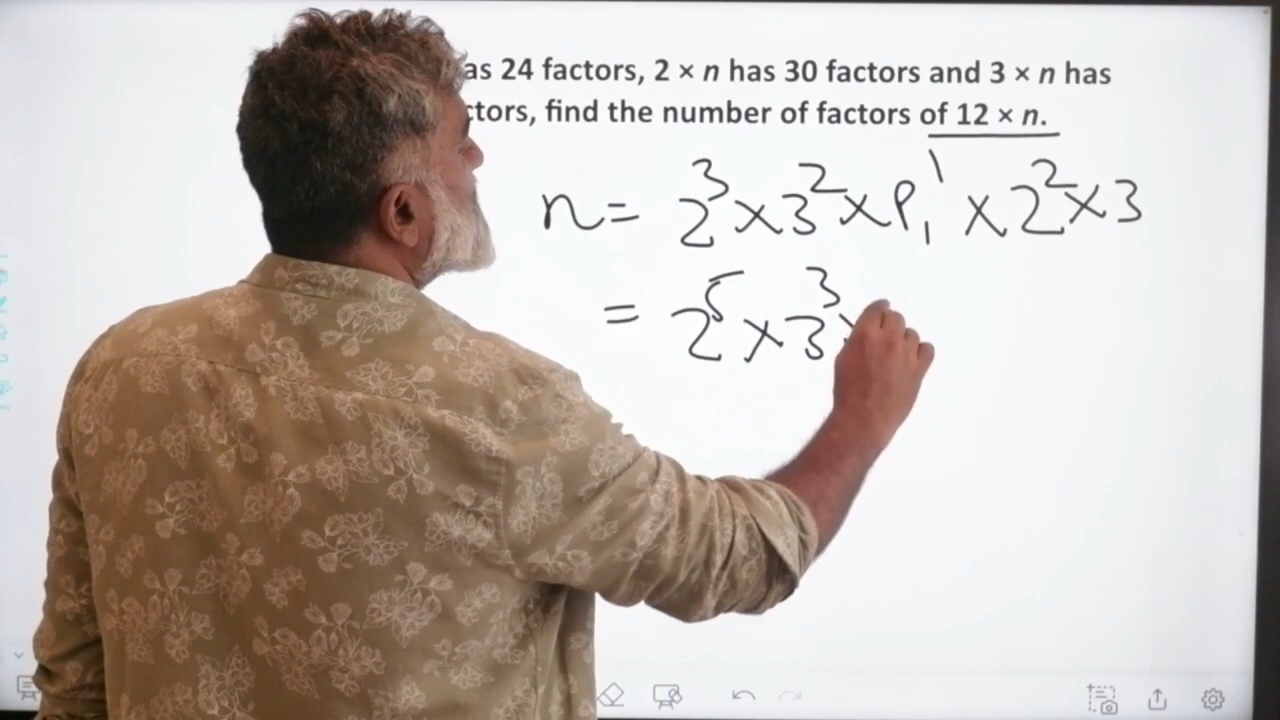 as 24 factors, 2 × n has 30 factors and 3 × n has
ctors, find the number of factors of 12 × n.
n = 2³ × 3² × P₁¹ × 2² × 3
= 2⁵ × 3³ ×